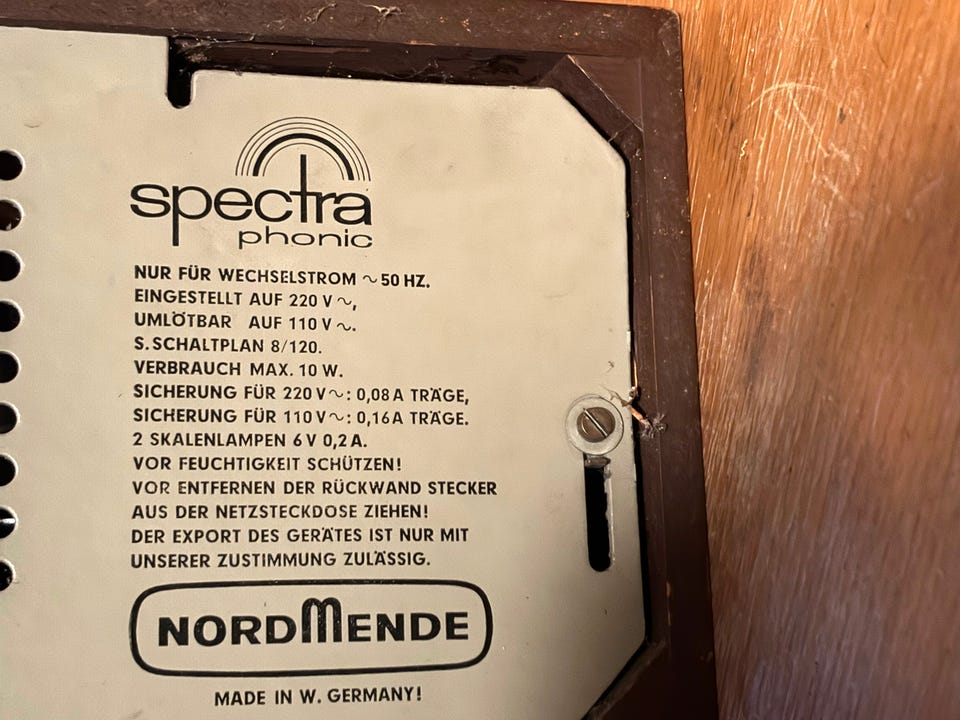 spectra
phonic
NUR FÜR WECHSELSTROM ~ 50 HZ.
EINGESTELLT AUF 220 V ~,
UMLÖTBAR AUF 110 V ~.
S. SCHALTPLAN 8/120.
VERBRAUCH MAX. 10 W.
SICHERUNG FÜR 220 V ~: 0,08 A TRÄGE,
SICHERUNG FÜR 110 V ~: 0,16 A TRÄGE.
2 SKALENLAMPEN 6 V 0,2 A.
VOR FEUCHTIGKEIT SCHÜTZEN!
VOR ENTFERNEN DER RÜCKWAND STECKER
AUS DER NETZSTECKDOSE ZIEHEN!
DER EXPORT DES GERÄTES IST NUR MIT
UNSERER ZUSTIMMUNG ZULÄSSIG.
NORDMENDE
MADE IN W. GERMANY!